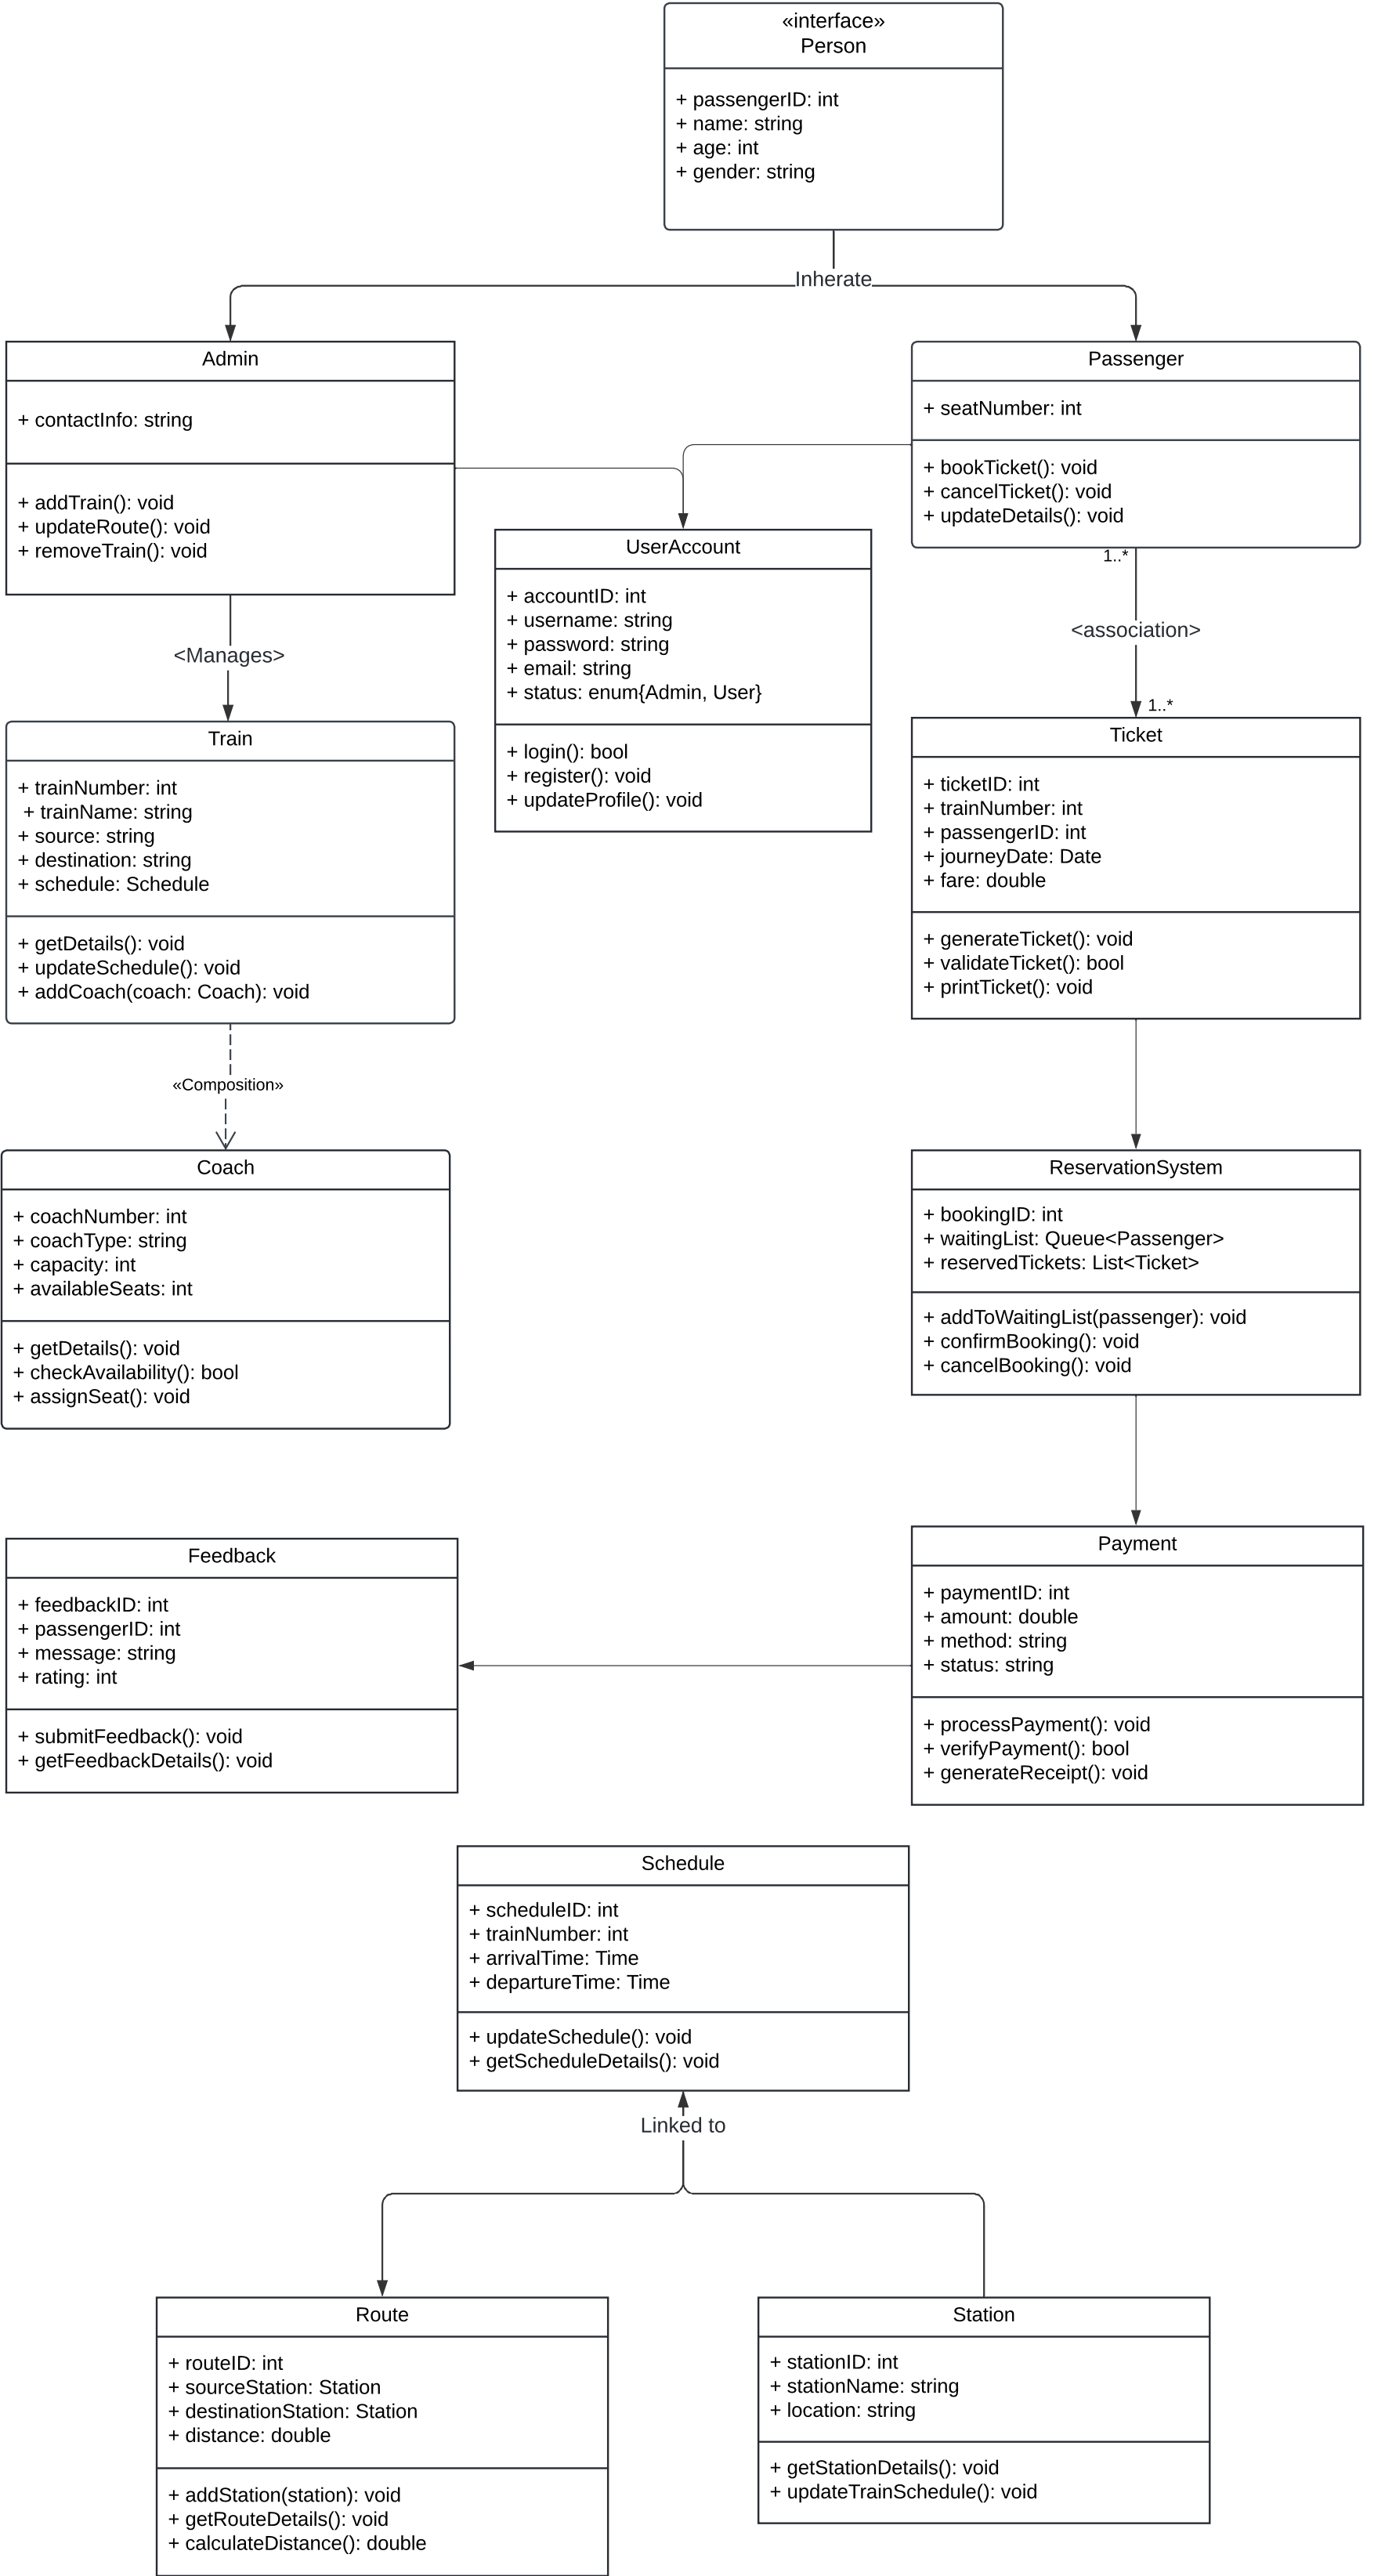 «interface»
Person
+ passengerID: int
+ name: string
+ age: int
+ gender: string
Inherate
Admin
+ contactInfo: string
+ addTrain(): void
+ updateRoute(): void
+ removeTrain(): void
Passenger
+ seatNumber: int
+ bookTicket(): void
+ cancelTicket(): void
+ updateDetails(): void
UserAccount
+ accountID: int
+ username: string
+ password: string
+ email: string
+ status: enum{Admin, User}
+ login(): bool
+ register(): void
+ updateProfile(): void
1..*
<association>
1..*
<Manages>
Train
+ trainNumber: int
+ trainName: string
+ source: string
+ destination: string
+ schedule: Schedule
+ getDetails(): void
+ updateSchedule(): void
+ addCoach(coach: Coach): void
Ticket
+ ticketID: int
+ trainNumber: int
+ passengerID: int
+ journeyDate: Date
+ fare: double
+ generateTicket(): void
+ validateTicket(): bool
+ printTicket(): void
«Composition»
Coach
+ coachNumber: int
+ coachType: string
+ capacity: int
+ availableSeats: int
+ getDetails(): void
+ checkAvailability(): bool
+ assignSeat(): void
ReservationSystem
+ bookingID: int
+ waitingList: Queue<Passenger>
+ reservedTickets: List<Ticket>
+ addToWaitingList(passenger): void
+ confirmBooking(): void
+ cancelBooking(): void
Feedback
+ feedbackID: int
+ passengerID: int
+ message: string
+ rating: int
+ submitFeedback(): void
+ getFeedbackDetails(): void
Payment
+ paymentID: int
+ amount: double
+ method: string
+ status: string
+ processPayment(): void
+ verifyPayment(): bool
+ generateReceipt(): void
Schedule
+ scheduleID: int
+ trainNumber: int
+ arrivalTime: Time
+ departureTime: Time
+ updateSchedule(): void
+ getScheduleDetails(): void
Linked to
Route
+ routeID: int
+ sourceStation: Station
+ destinationStation: Station
+ distance: double
+ addStation(station): void
+ getRouteDetails(): void
+ calculateDistance(): double
Station
+ stationID: int
+ stationName: string
+ location: string
+ getStationDetails(): void
+ updateTrainSchedule(): void